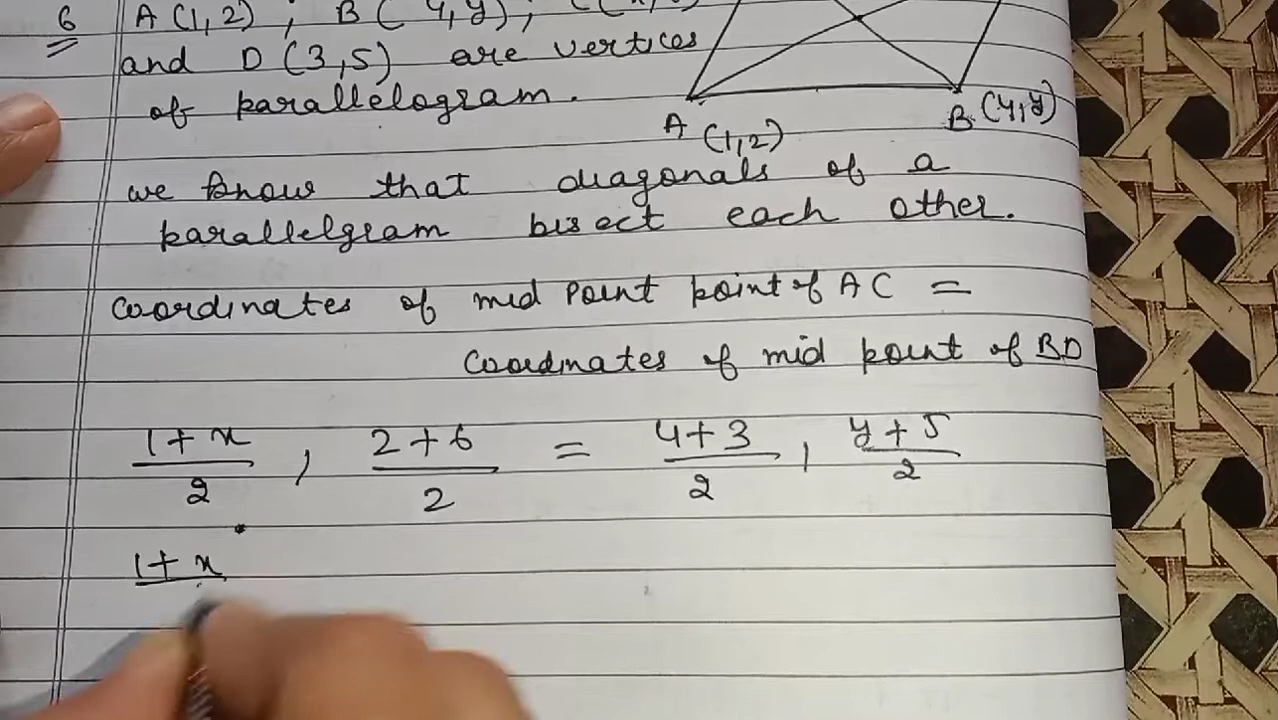 6 A (1,2) , B ( 4, y) ,
and D (3,5) are vertices
of parallelogram.
A (1,2)
B (4,y)
we know that diagonals of a
parallelgram bisect each other.
Coordinates of mid point point of AC =
Coordinates of mid point of BD
1+x/2 , 2+6/2 = 4+3/2 , y+5/2
1+x